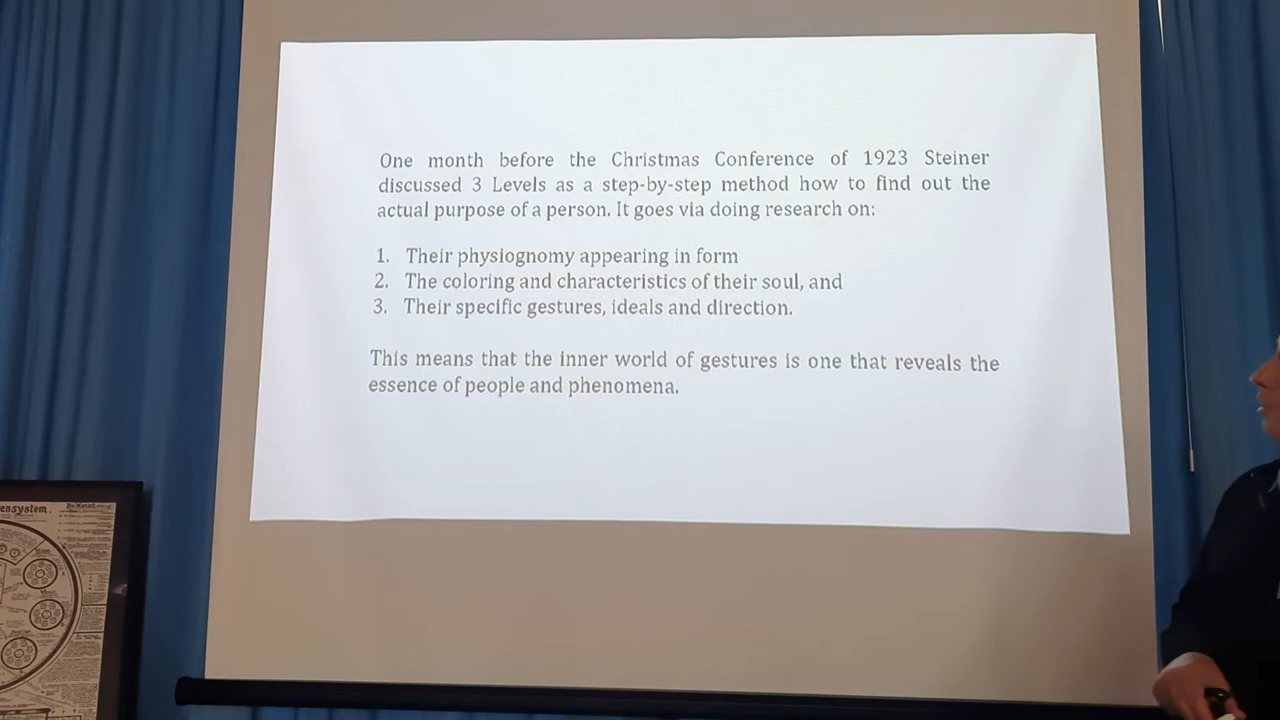 One month before the Christmas Conference of 1923 Steiner
discussed 3 Levels as a step-by-step method how to find out the
actual purpose of a person. It goes via doing research on:
1. Their physiognomy appearing in form
2. The coloring and characteristics of their soul, and
3. Their specific gestures, ideals and direction.
This means that the inner world of gestures is one that reveals the
essence of people and phenomena.
ensystem.